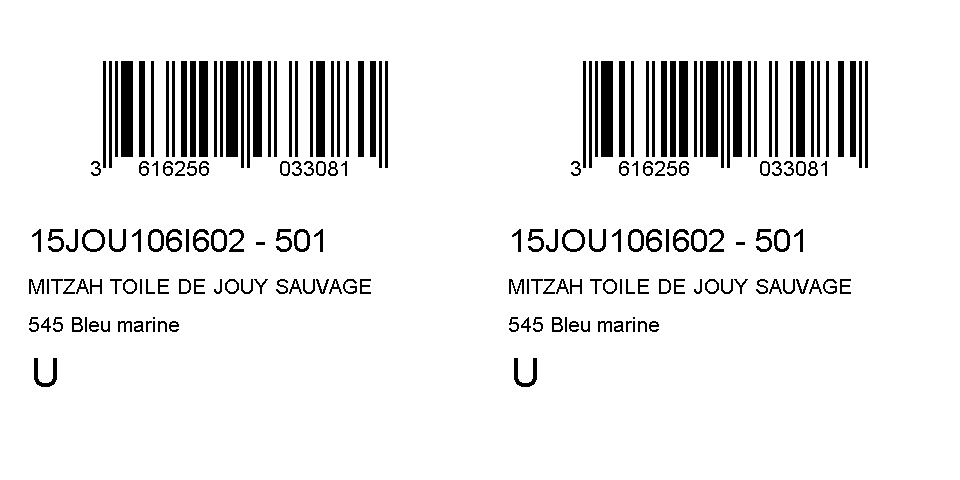 3 616256 033081
15JOU106I602 - 501
MITZAH TOILE DE JOUY SAUVAGE
545 Bleu marine
U
3 616256 033081
15JOU106I602 - 501
MITZAH TOILE DE JOUY SAUVAGE
545 Bleu marine
U